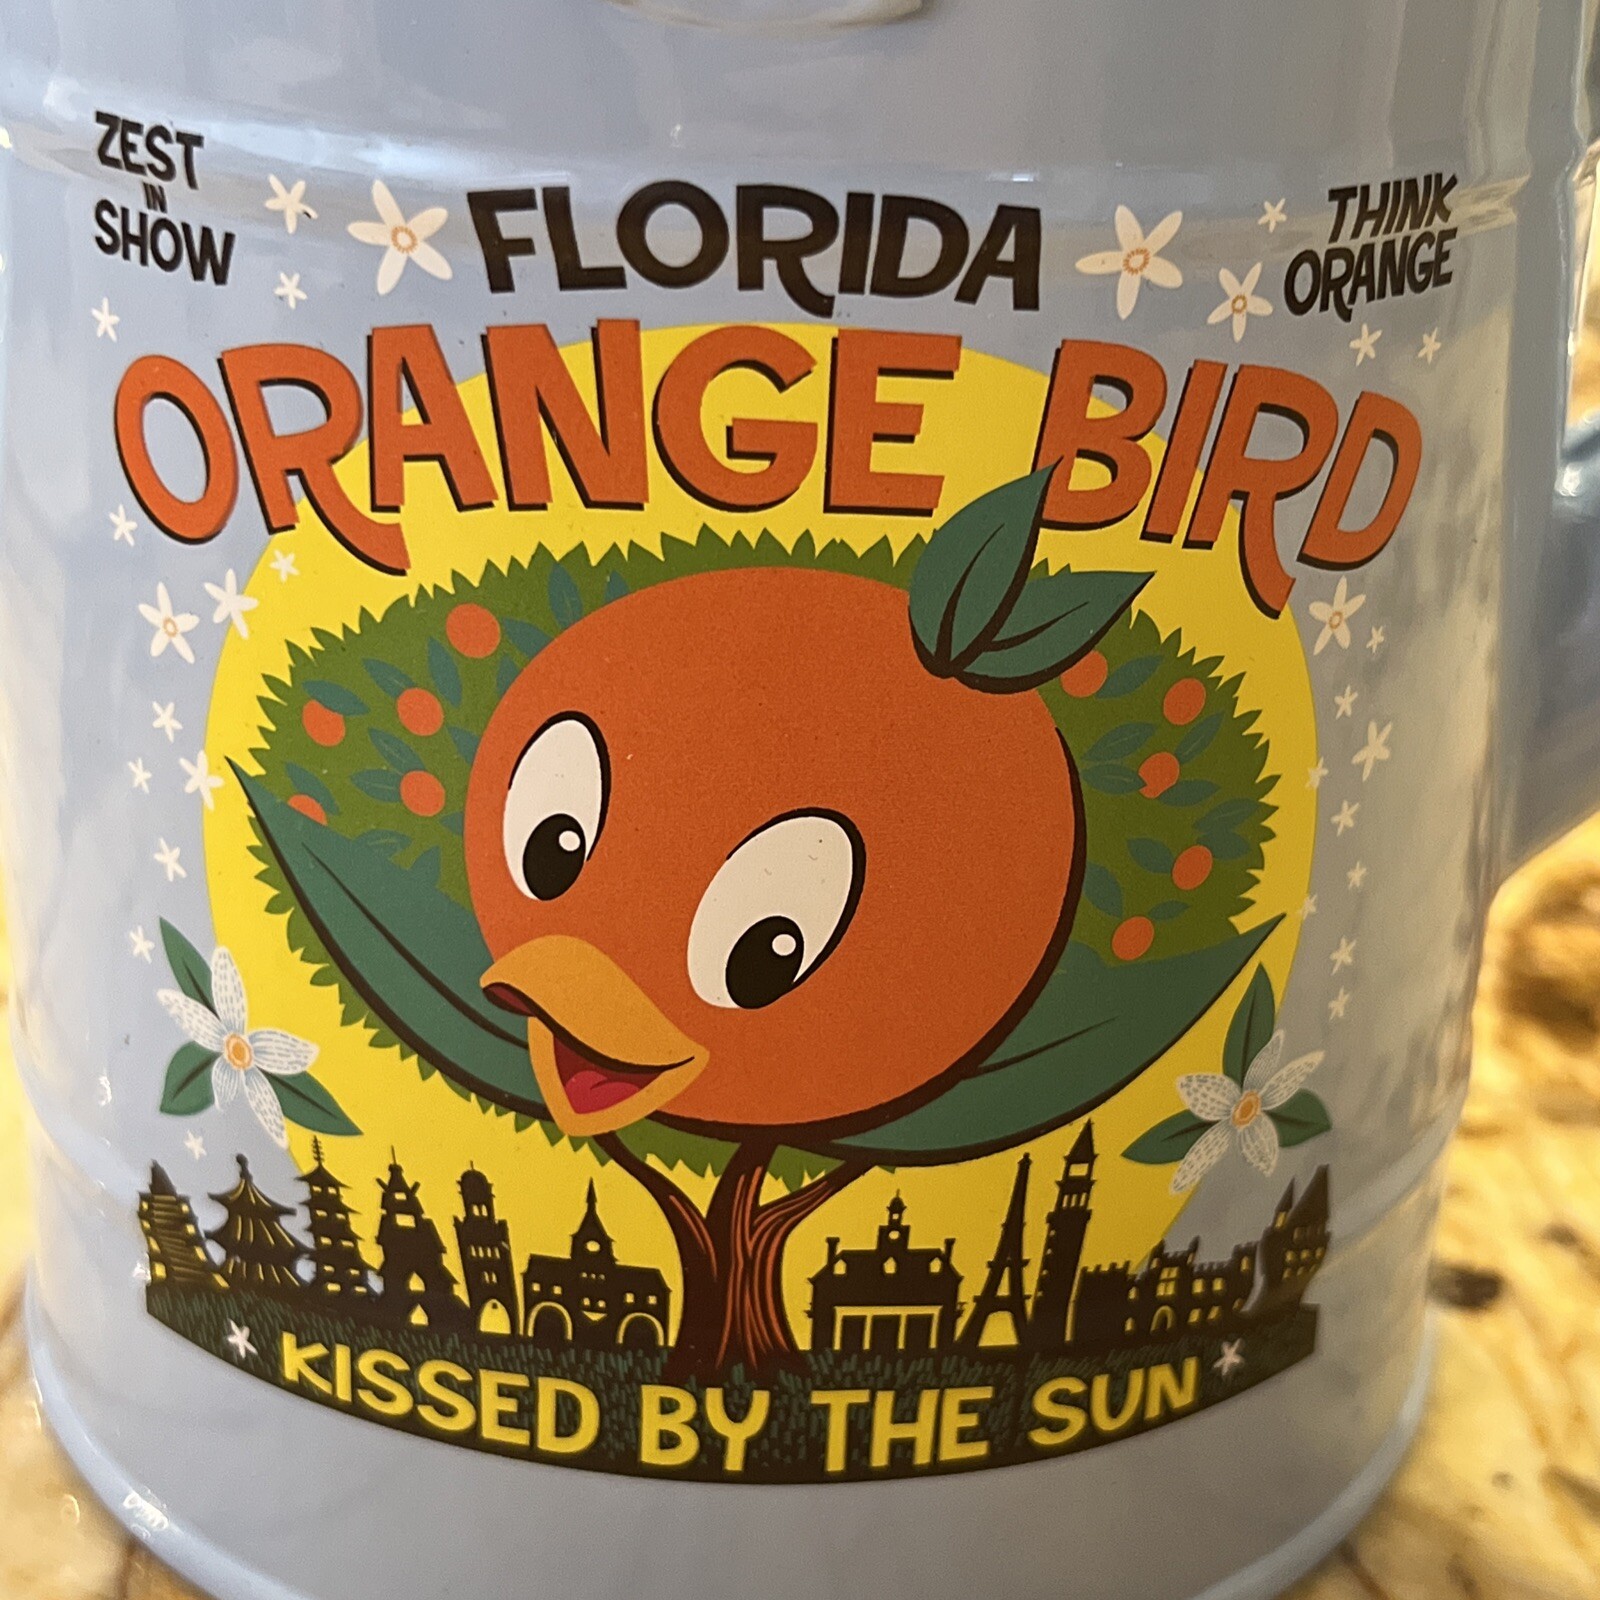 ZEST
IN
SHOW
FLORIDA
THINK
ORANGE
ORANGE BIRD
KISSED BY THE SUN